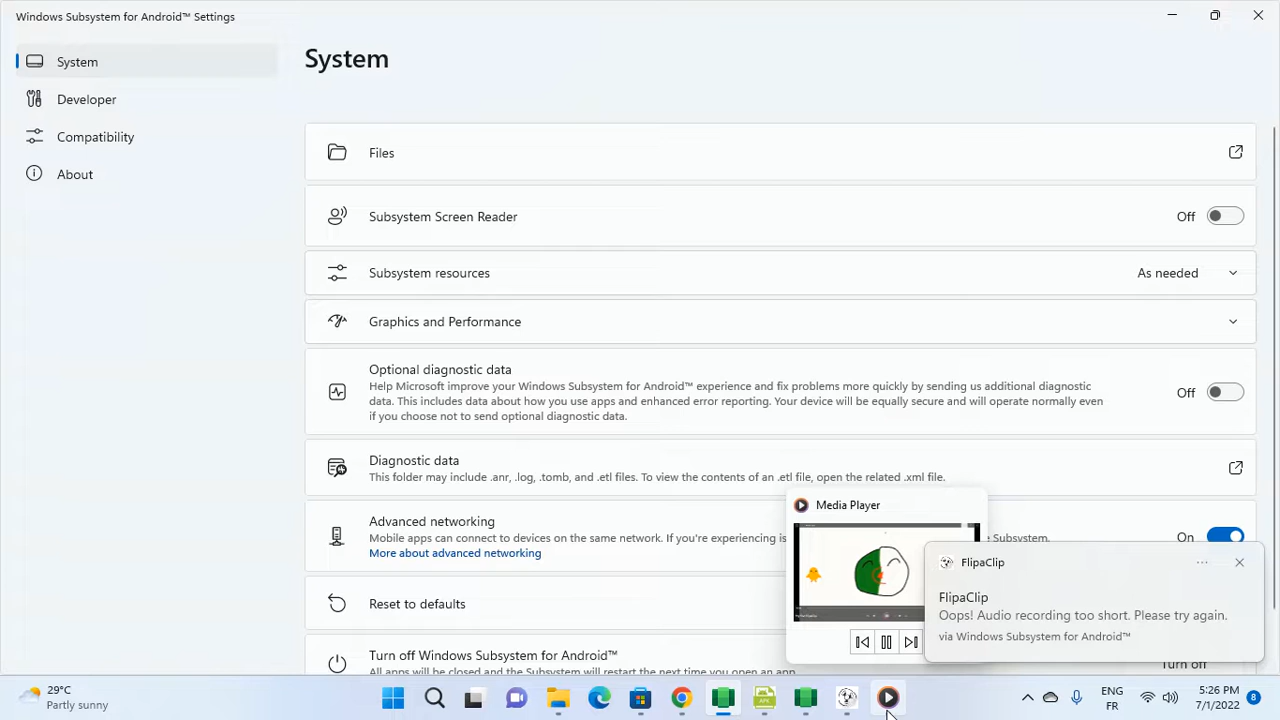 Windows Subsystem for Android™ Settings
System
Developer
Compatibility
About
System
Files
Subsystem Screen Reader
Off
Subsystem resources
As needed
Graphics and Performance
Optional diagnostic data
Help Microsoft improve your Windows Subsystem for Android™ experience and fix problems more quickly by sending us additional diagnostic
data. This includes data about how you use apps and enhanced error reporting. Your device will be equally secure and will operate normally even
if you choose not to send optional diagnostic data.
Off
Diagnostic data
This folder may include .anr, .log, .tomb, and .etl files. To view the contents of an .etl file, open the related .xml file.
Advanced networking
Mobile apps can connect to devices on the same network. If you're experiencing is
e Subsystem.
More about advanced networking
On
Reset to defaults
Turn off Windows Subsystem for Android™
All apps will be closed and the Subsystem will restart the next time you open an app.
Turn off
Media Player
FlipaClip
FlipaClip
Oops! Audio recording too short. Please try again.
via Windows Subsystem for Android™
29°C
Partly sunny
ENG
FR
5:26 PM
7/1/2022
8